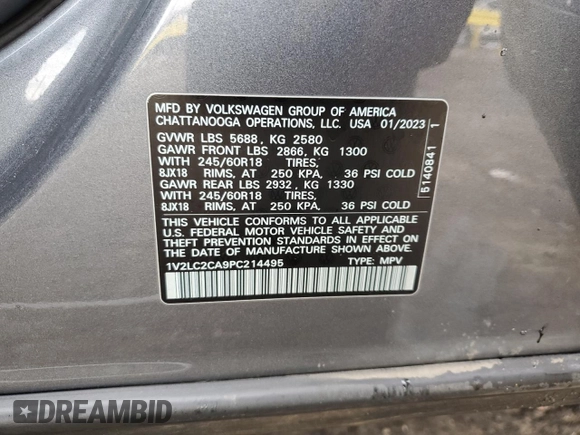 MFD BY VOLKSWAGEN GROUP OF AMERICA
CHATTANOOGA OPERATIONS, LLC. USA 01/2023
GVWR LBS 5688, KG 2580
GAWR FRONT LBS 2866, KG 1300
WITH 245/60R18 TIRES,
8JX18 RIMS, AT 250 KPA, 36 PSI COLD
GAWR REAR LBS 2932, KG 1330
WITH 245/60R18 TIRES,
8JX18 RIMS, AT 250 KPA, 36 PSI COLD
THIS VEHICLE CONFORMS TO ALL APPLICABLE
U.S. FEDERAL MOTOR VEHICLE SAFETY AND
THEFT PREVENTION STANDARDS IN EFFECT ON THE
DATE OF MANUFACTURE SHOWN ABOVE.
1V2LC2CA9PC214495 TYPE: MPV
6140841 1
DREAMBID